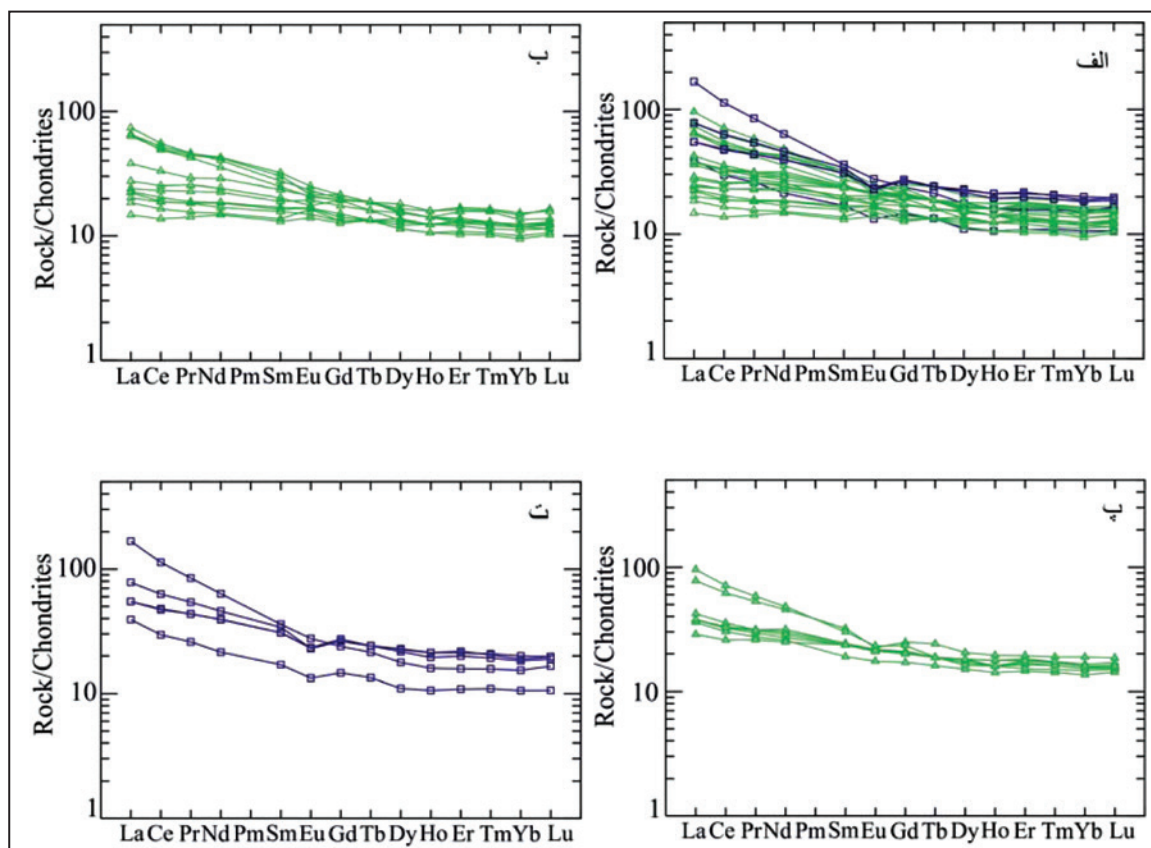 الف
Rock/Chondrites
100
10
1
La Ce Pr Nd Pm Sm Eu Gd Tb Dy Ho Er Tm Yb Lu
ب
Rock/Chondrites
100
10
1
La Ce Pr Nd Pm Sm Eu Gd Tb Dy Ho Er Tm Yb Lu
پ
Rock/Chondrites
100
10
1
La Ce Pr Nd Pm Sm Eu Gd Tb Dy Ho Er Tm Yb Lu
ت
Rock/Chondrites
100
10
1
La Ce Pr Nd Pm Sm Eu Gd Tb Dy Ho Er Tm Yb Lu